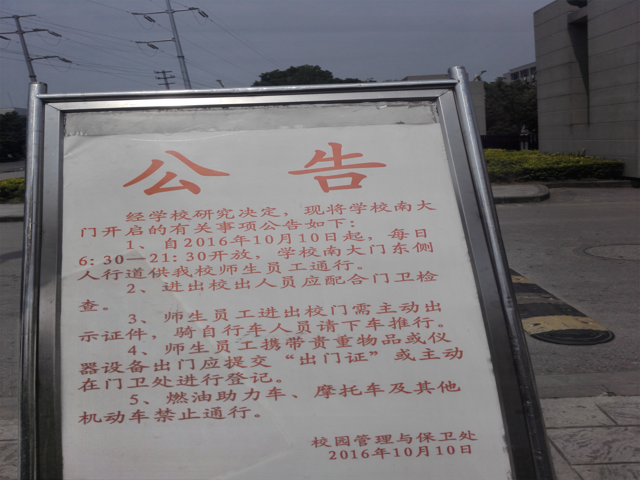 公告
经学校研究决定，现将学校南大
门开启的有关事项公告如下：
1、自2016年10月10日起，每日
6:30—21:30开放，学校南大门东侧
人行道供我校师生员工通行。
2、进出校出人员应配合门卫检
查。
3、师生员工进出校门需主动出
示证件，骑自行车人员请下车推行。
4、师生员工携带贵重物品或仪
器设备出门应提交“出门证”或主动
在门卫处进行登记。
5、燃油助力车、摩托车及其他
机动车禁止通行。
校园管理与保卫处
2016年10月10日